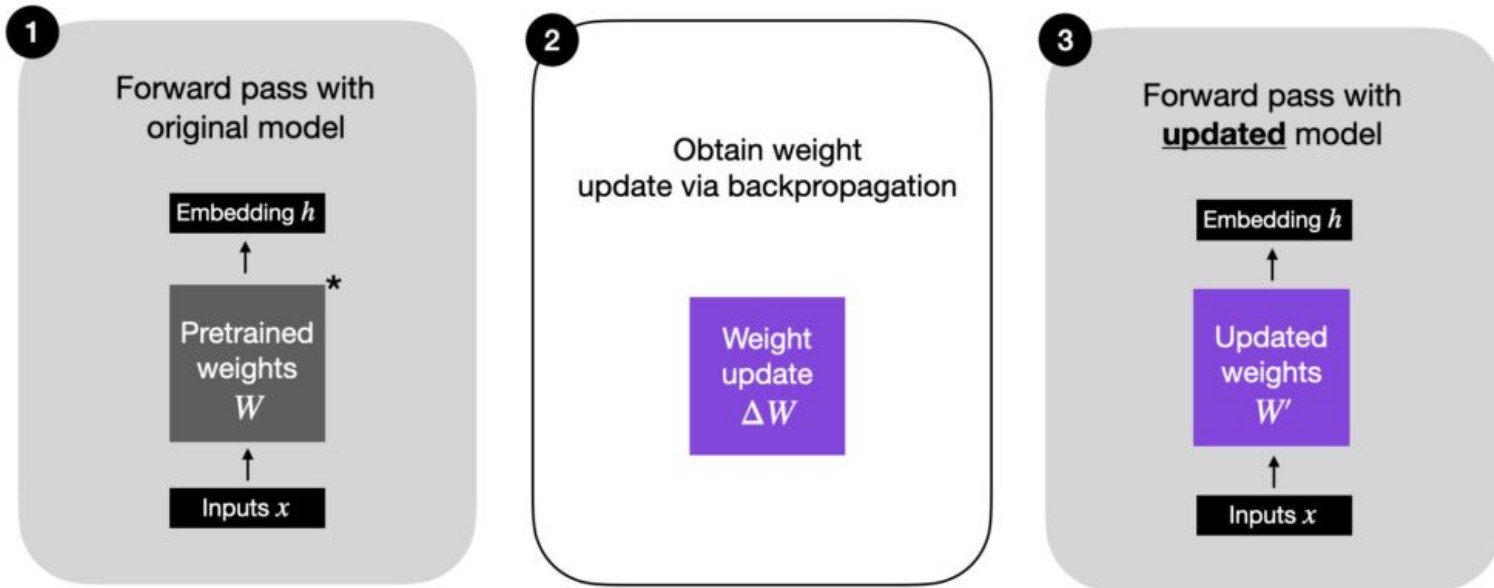 1
Forward pass with
original model
Embedding h
*
Pretrained
weights
W
Inputs x
2
Obtain weight
update via backpropagation
Weight
update
ΔW
3
Forward pass with
updated model
Embedding h
Updated
weights
W′
Inputs x